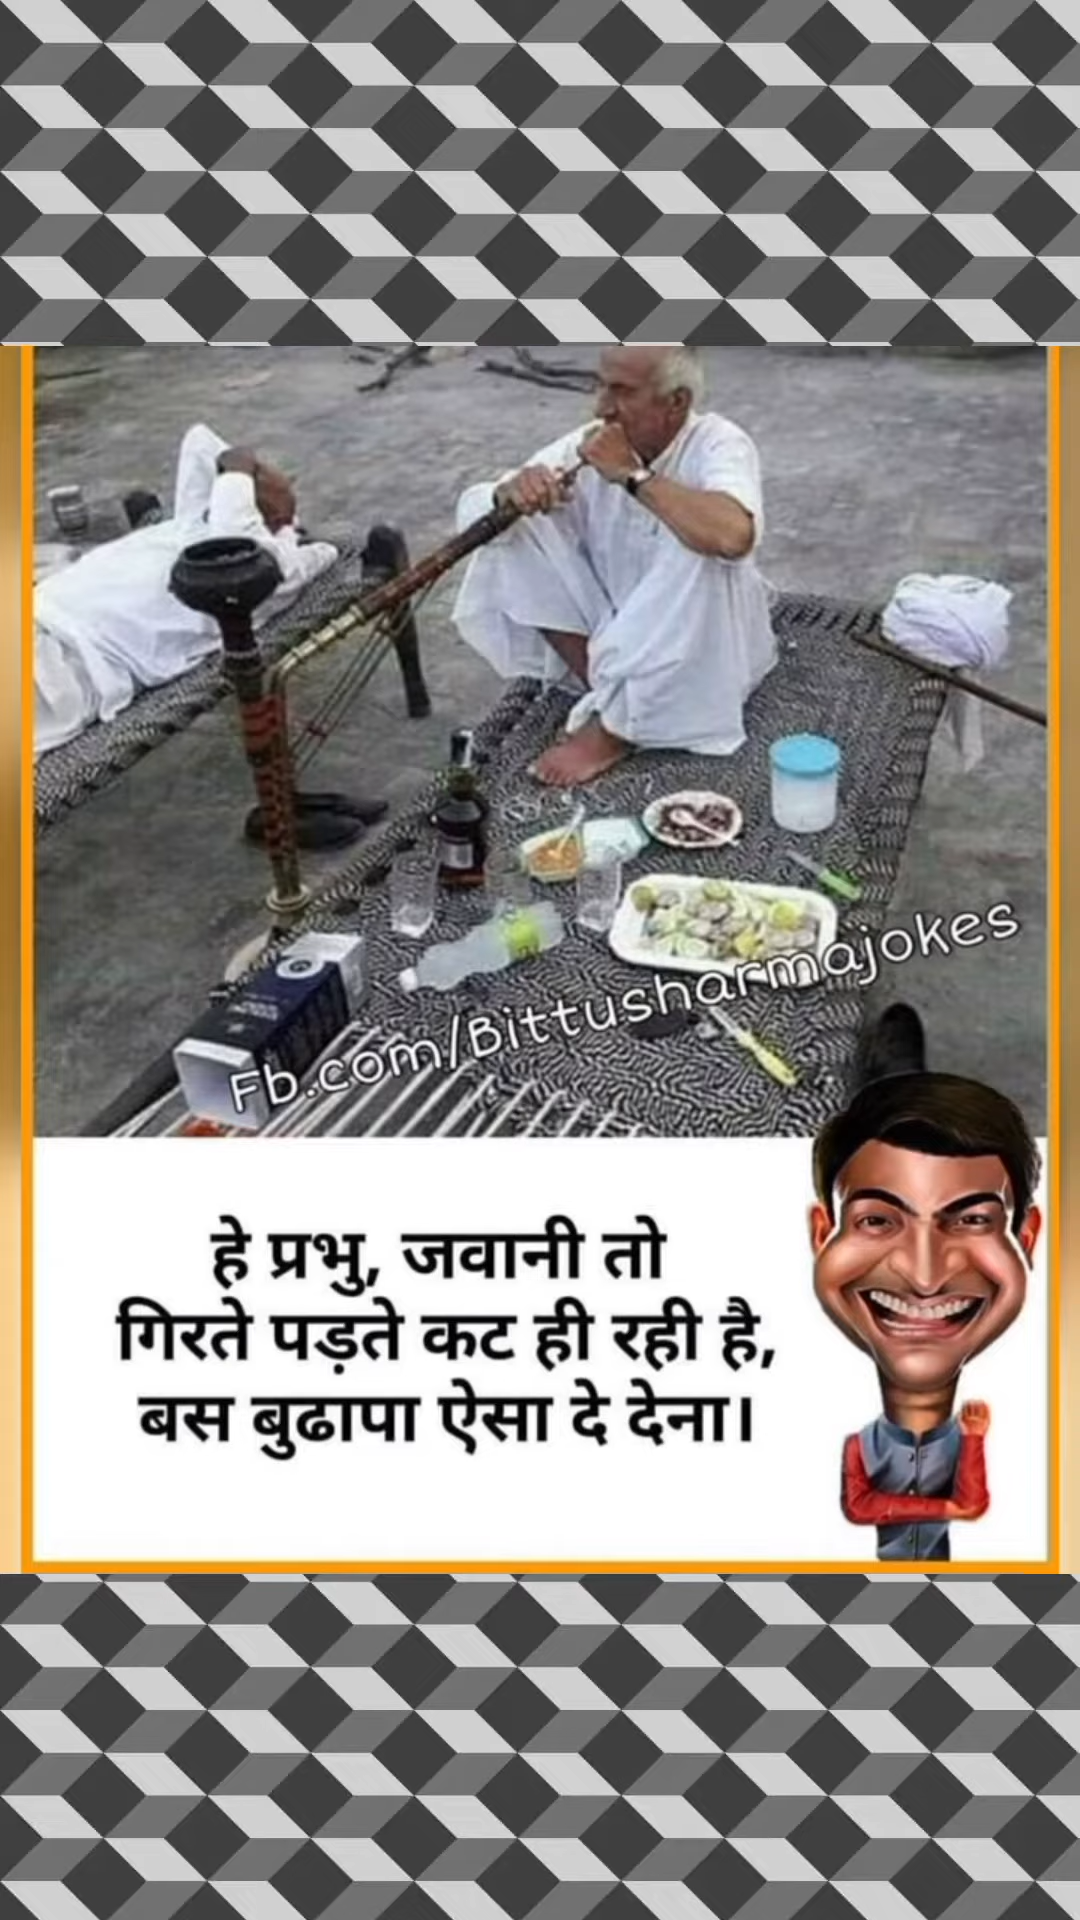 Fb.com/Bittusharmajokes
हे प्रभु, जवानी तो
गिरते पड़ते कट ही रही है,
बस बुढापा ऐसा दे देना।